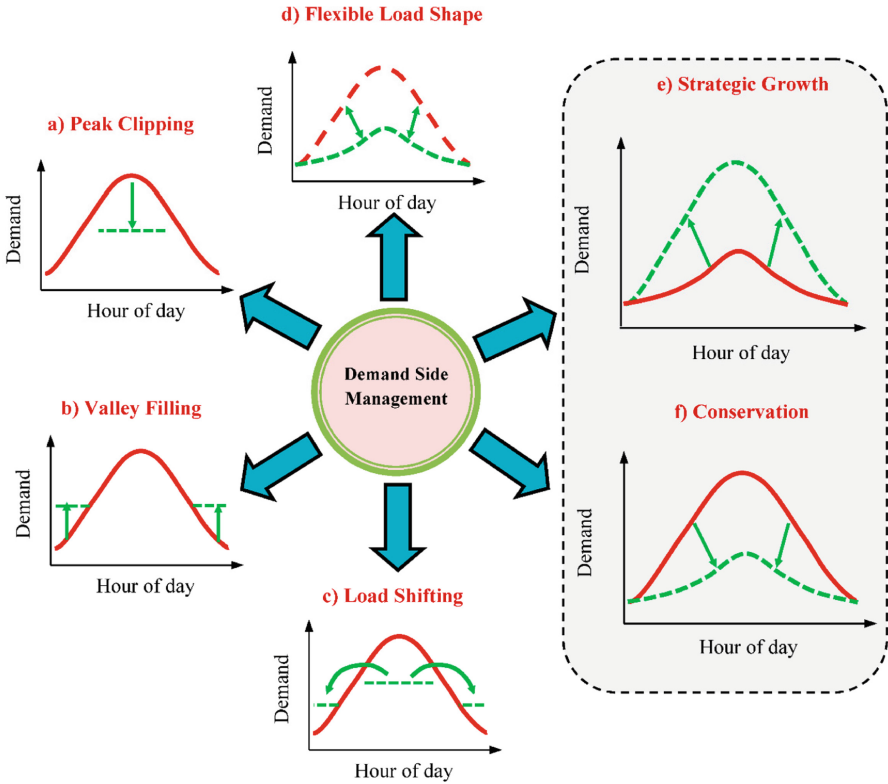 d) Flexible Load Shape
Demand
Hour of day
a) Peak Clipping
Demand
Hour of day
e) Strategic Growth
Demand
Hour of day
Demand Side
Management
b) Valley Filling
Demand
Hour of day
f) Conservation
Demand
Hour of day
c) Load Shifting
Demand
Hour of day